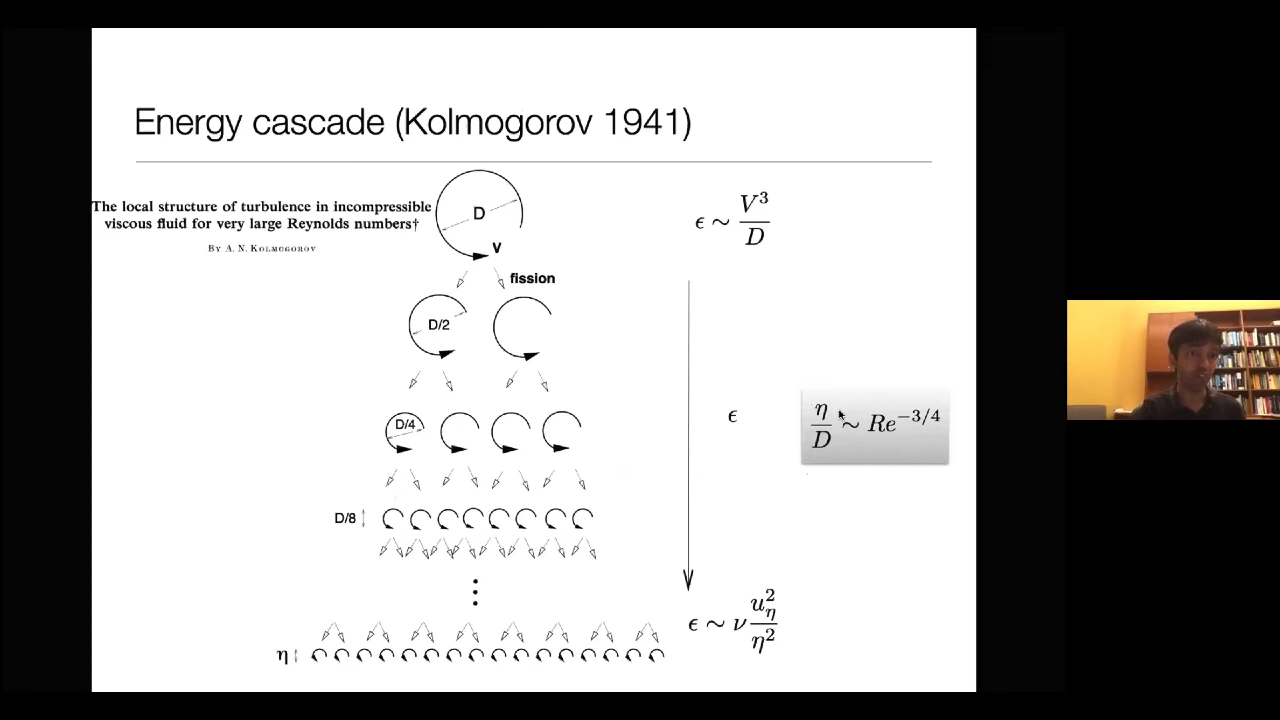 Energy cascade (Kolmogorov 1941)
The local structure of turbulence in incompressible
viscous fluid for very large Reynolds numbers†
By A. N. Kolmogorov
D
V
fission
D/2
D/4
D/8
η
ϵ ∼ V³/D
ϵ
η/D ∼ Re^{-3/4}
ϵ ∼ ν u_η²/η²